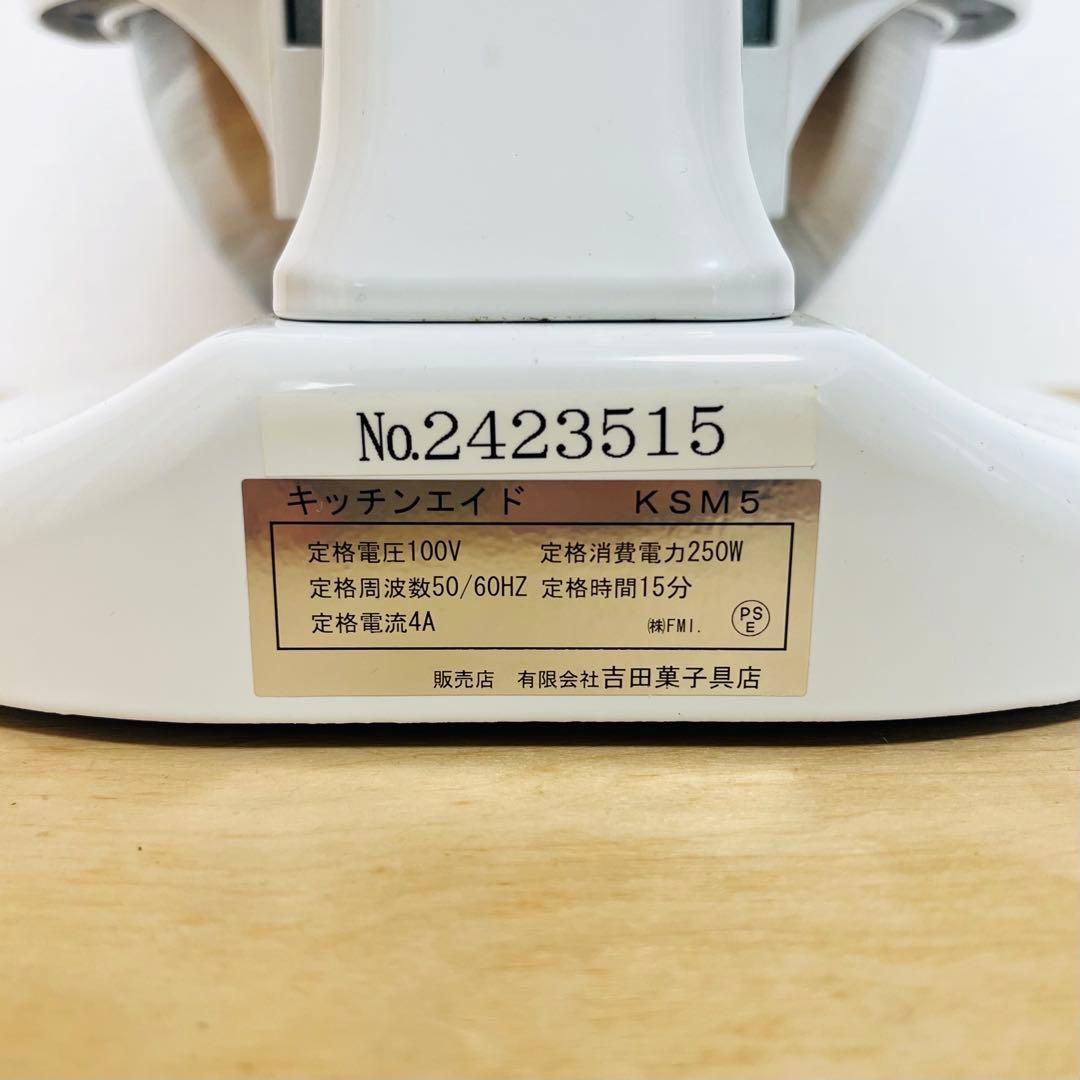 No.2423515
キッチンエイド KSM5
定格電圧100V 定格消費電力250W
定格周波数50/60HZ 定格時間15分
定格電流4A ㈱FMI. PSE
販売店 有限会社吉田菓子具店